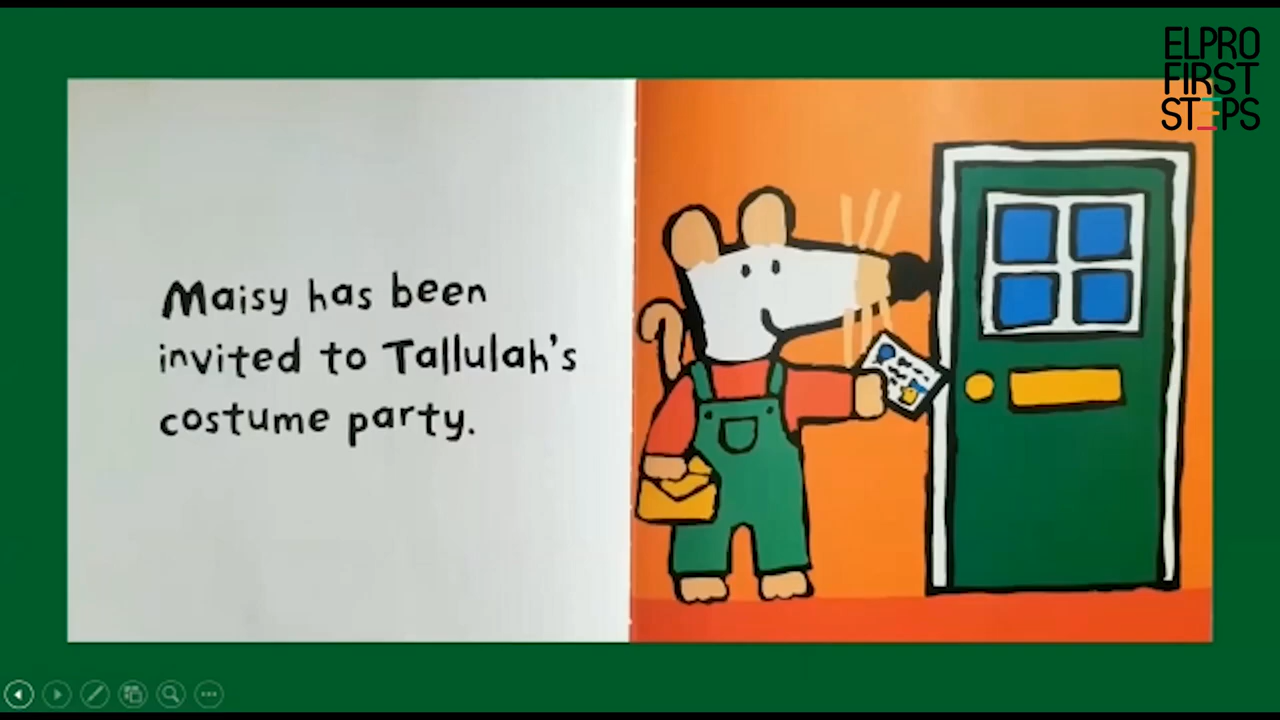 ELPRO
FIRST
STEPS
Maisy has been
invited to Tallulah's
costume party.